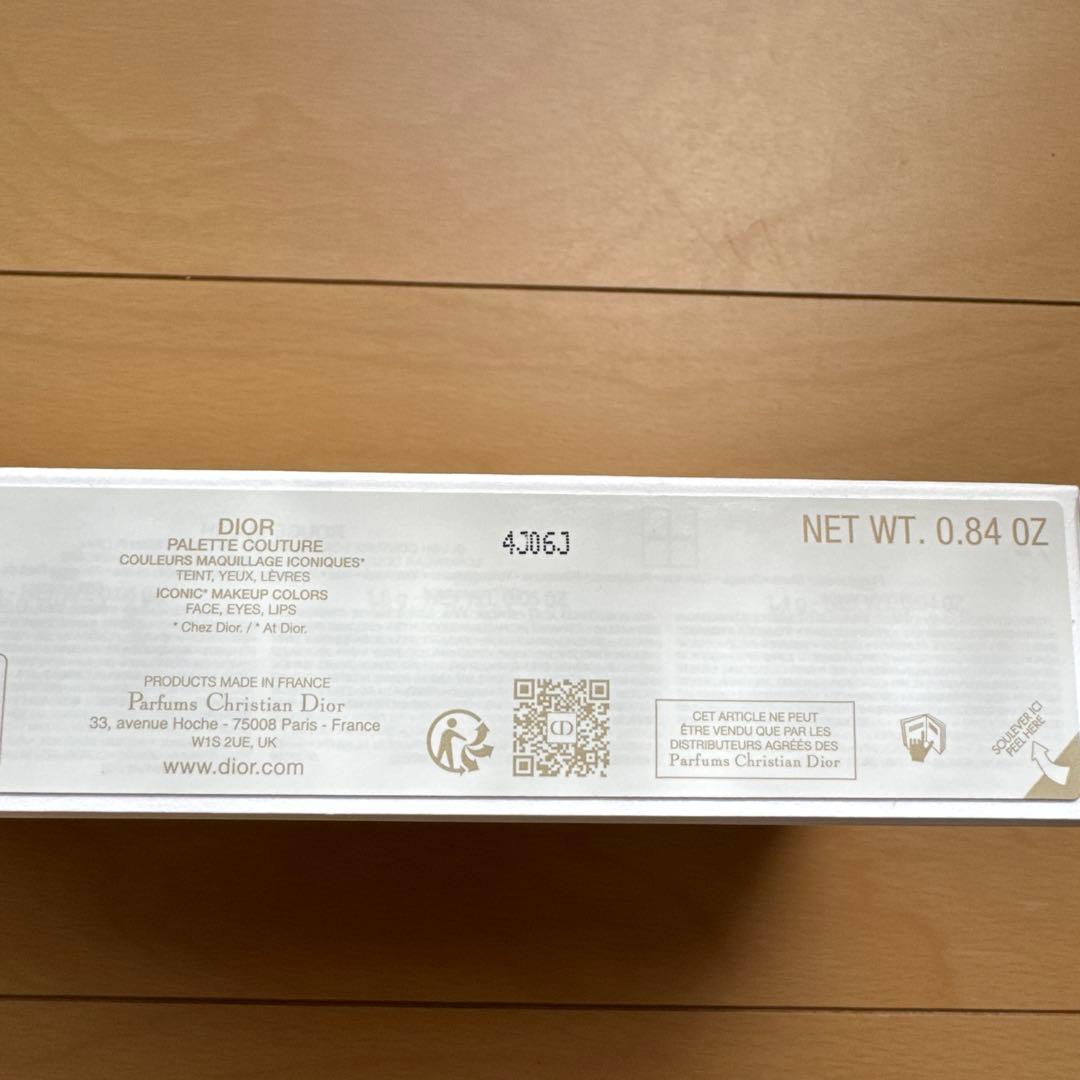 DIOR
PALETTE COUTURE
COULEURS MAQUILLAGE ICONIQUES*
TEINT, YEUX, LÈVRES
ICONIC* MAKEUP COLORS
FACE, EYES, LIPS
* Chez Dior. / * At Dior.
PRODUCTS MADE IN FRANCE
Parfums Christian Dior
33, avenue Hoche - 75008 Paris - France
W1S 2UE, UK
www.dior.com
4J06J
CD
NET WT. 0.84 OZ
CET ARTICLE NE PEUT
ÊTRE VENDU QUE PAR LES
DISTRIBUTEURS AGRÉÉS DES
Parfums Christian Dior
SOULEVER ICI
PEEL HERE